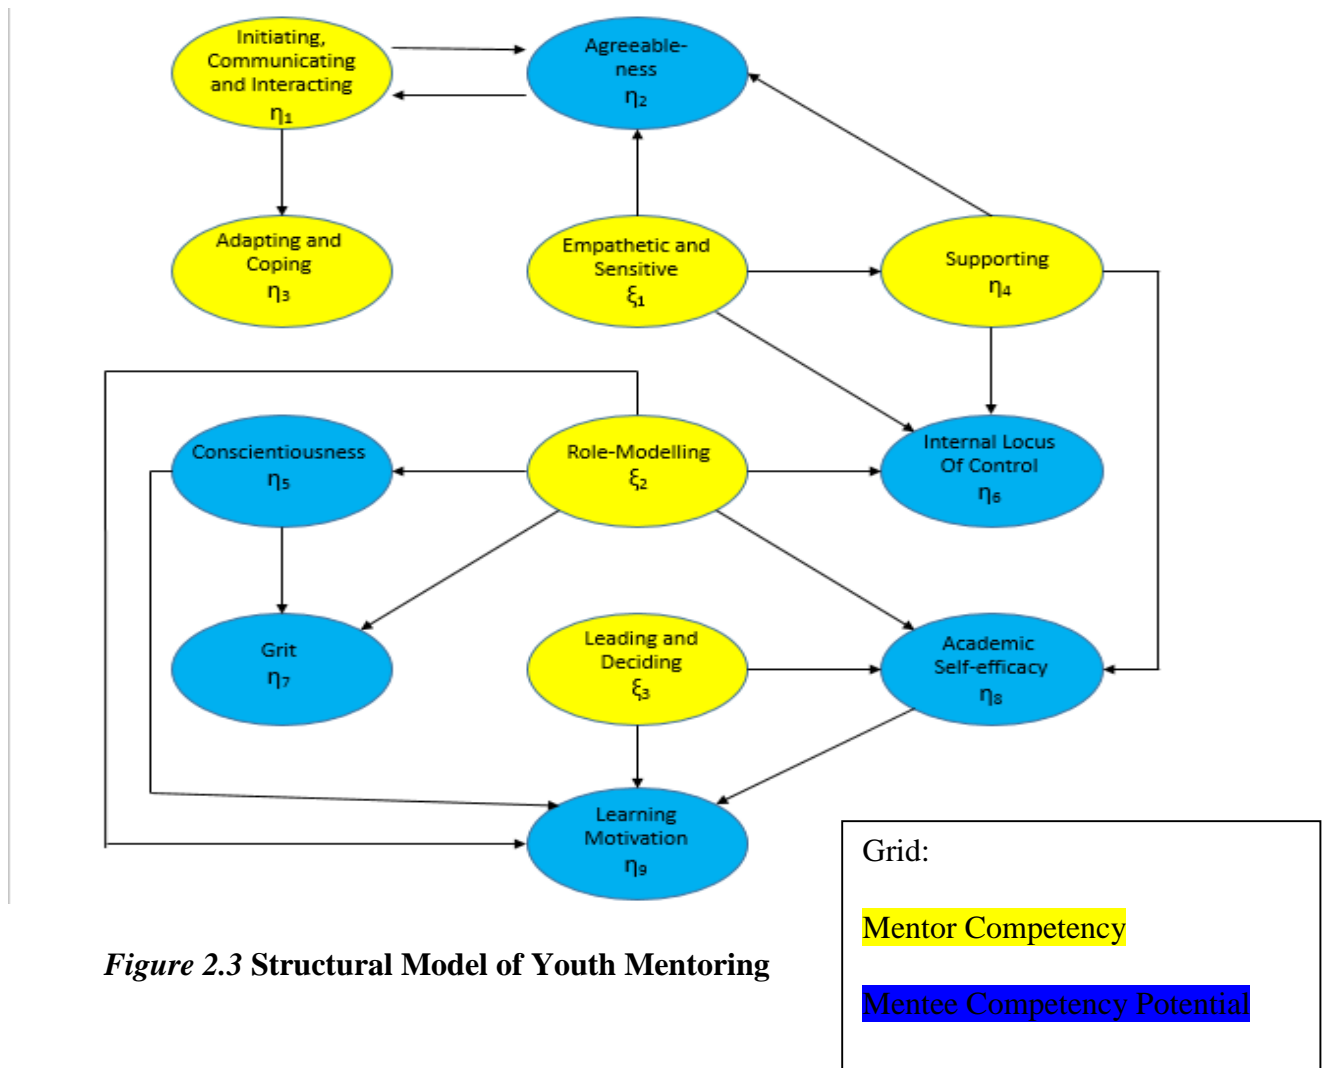 Initiating,
Communicating
and Interacting
η₁
Agreeable-
ness
η₂
Adapting and
Coping
η₃
Empathetic and
Sensitive
ξ₁
Supporting
η₄
Conscientiousness
η₅
Role-Modelling
ξ₂
Internal Locus
Of Control
η₆
Grit
η₇
Leading and
Deciding
ξ₃
Academic
Self-efficacy
η₈
Learning
Motivation
η₉
Grid:
Mentor Competency
Mentee Competency Potential
Figure 2.3 Structural Model of Youth Mentoring